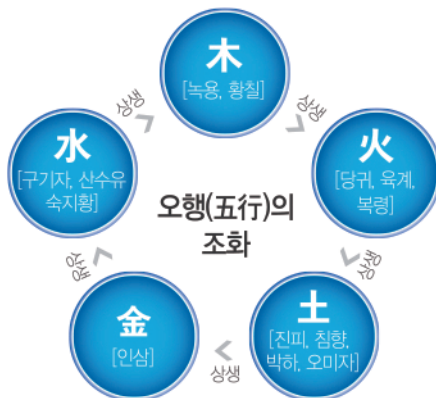 木
[녹용, 황칠]
상생
火
[당귀, 육계,
복령]
상생
土
[진피, 침향,
박하, 오미자]
상생
金
[인삼]
상생
水
[구기자, 산수유
숙지황]
상생
오행(五行)의
조화